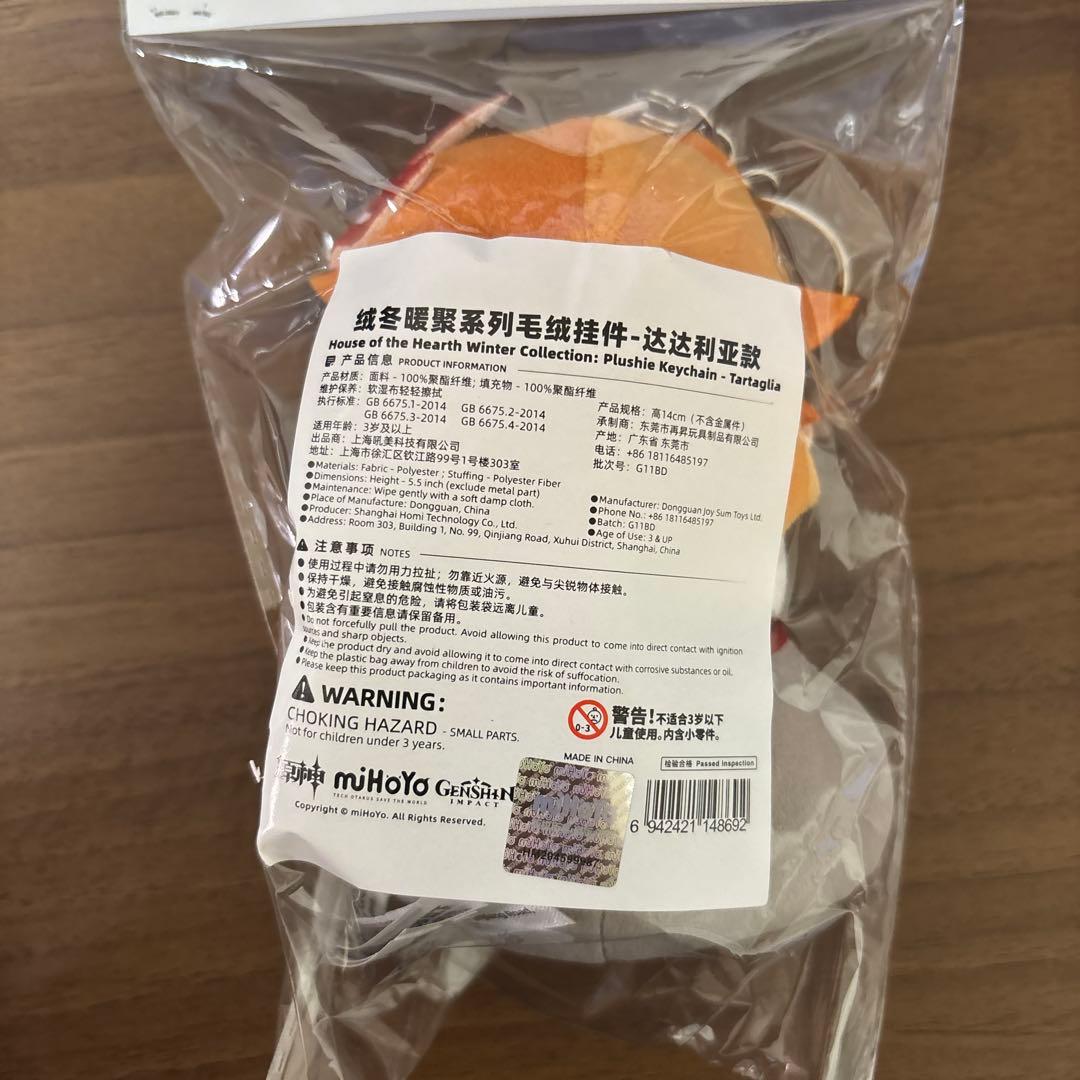 绒冬暖聚系列毛绒挂件-达达利亚款
House of the Hearth Winter Collection: Plushie Keychain - Tartaglia
产品信息 PRODUCT INFORMATION
产品材质: 面料 - 100%聚酯纤维; 填充物 - 100%聚酯纤维
维护保养: 软湿布轻轻擦拭
执行标准: GB 6675.1-2014 GB 6675.2-2014
GB 6675.3-2014 GB 6675.4-2014
适用年龄: 3岁及以上
出品商: 上海吼美科技有限公司
地址: 上海市徐汇区钦江路99号1号楼303室
产品规格: 高14cm (不含金属件)
承制商: 东莞市再昇玩具制品有限公司
产地: 广东省 东莞市
电话: +86 18116485197
批次号: G11BD
●Materials: Fabric - Polyester ; Stuffing - Polyester Fiber
●Dimensions: Height - 5.5 inch (exclude metal part)
●Maintenance: Wipe gently with a soft damp cloth.
●Place of Manufacture: Dongguan, China
●Producer: Shanghai Homi Technology Co., Ltd.
●Address: Room 303, Building 1, No. 99, Qinjiang Road, Xuhui District, Shanghai, China
●Manufacturer: Dongguan Joy Sum Toys Ltd.
●Phone No.: +86 18116485197
●Batch: G11BD
●Age of Use: 3 & UP
注意事项 NOTES
●使用过程中请勿用力拉扯; 勿靠近火源, 避免与尖锐物体接触。
●保持干燥, 避免接触腐蚀性物质或油污。
●为避免引起窒息的危险, 请将包装袋远离儿童。
●包装含有重要信息请保留备用。
●Do not forcefully pull the product. Avoid allowing this product to come into direct contact with ignition
and sharp objects.
●Keep the product dry and avoid allowing it to come into direct contact with corrosive substances or oil.
●Keep the plastic bag away from children to avoid the risk of suffocation.
●Please keep this product packaging as it contains important information.
WARNING:
CHOKING HAZARD - SMALL PARTS.
Not for children under 3 years.
0-3
警告!不适合3岁以下
儿童使用。内含小零件。
MADE IN CHINA
检验合格 Passed Inspection
原神 miHoYo GENSHIN
TECH OTAKUS SAVE THE WORLD IMPACT
Copyright © miHoYo. All Rights Reserved.
miHoYo
6 942421 148692